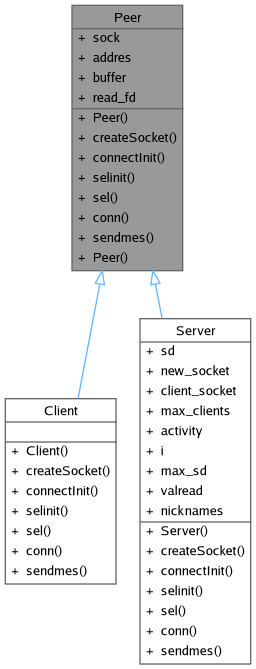 Peer
+ sock
+ addres
+ buffer
+ read_fd
+ Peer()
+ createSocket()
+ connectInit()
+ selinit()
+ sel()
+ conn()
+ sendmes()
+ Peer()
Client
+ Client()
+ createSocket()
+ connectInit()
+ selinit()
+ sel()
+ conn()
+ sendmes()
Server
+ sd
+ new_socket
+ client_socket
+ max_clients
+ activity
+ i
+ max_sd
+ valread
+ nicknames
+ Server()
+ createSocket()
+ connectInit()
+ selinit()
+ sel()
+ conn()
+ sendmes()